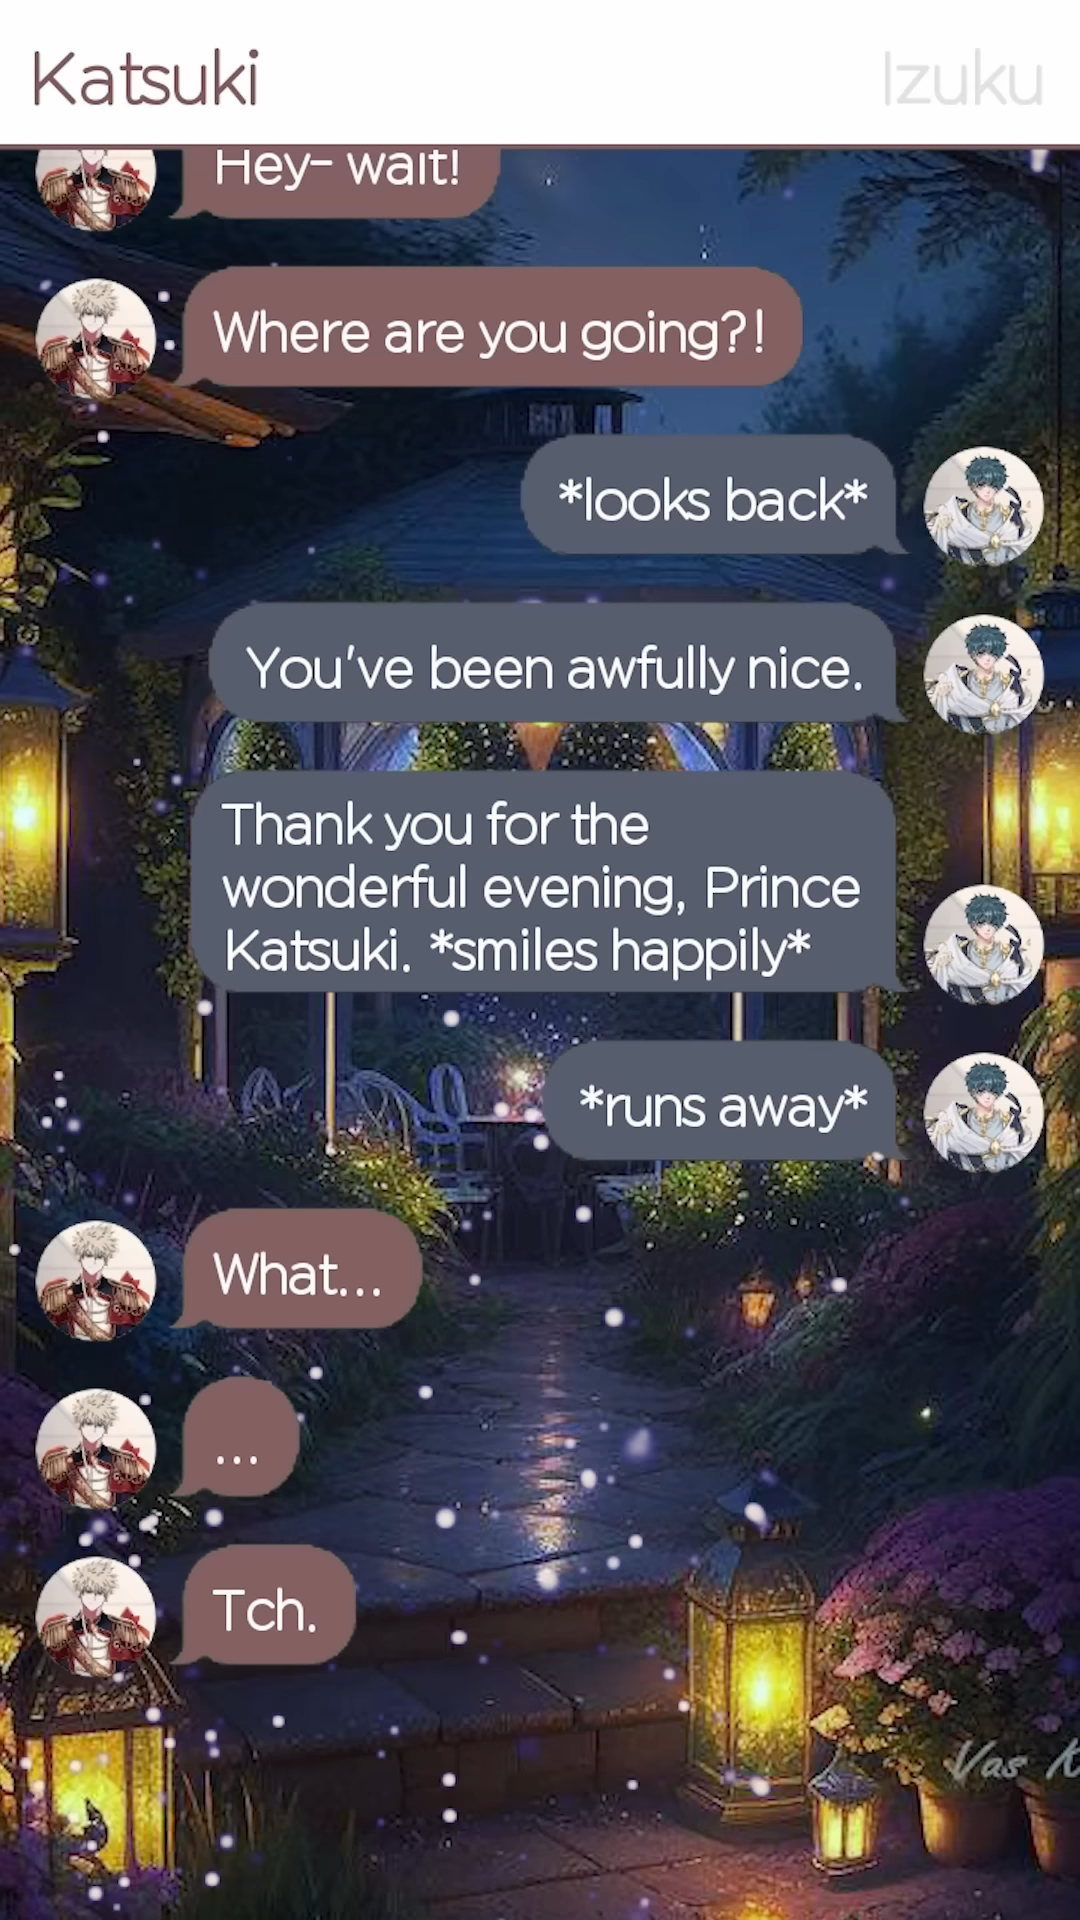 Katsuki
Izuku
Hey- wait!
Where are you going?!
*looks back*
You've been awfully nice.
Thank you for the
wonderful evening, Prince
Katsuki. *smiles happily*
*runs away*
What...
...
Tch.
Vas K